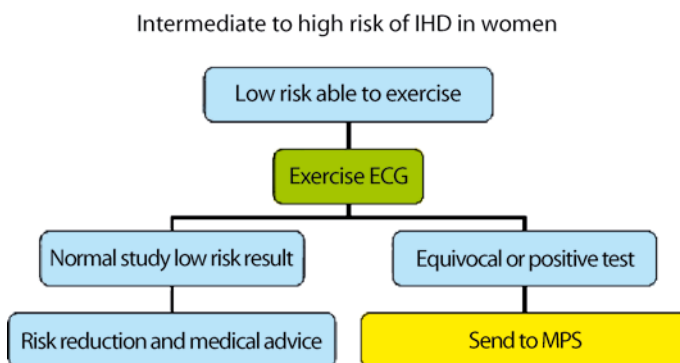 Intermediate to high risk of IHD in women
Low risk able to exercise
Exercise ECG
Normal study low risk result
Equivocal or positive test
Risk reduction and medical advice
Send to MPS